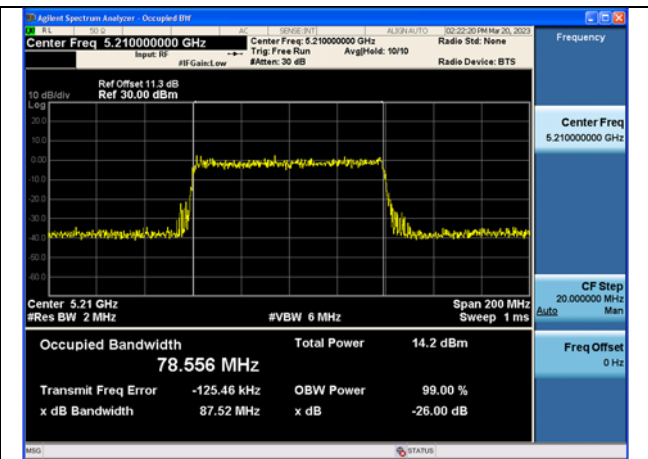 Agilent Spectrum Analyzer - Occupied BW
RL 50 Ω AC SENSE:INT ALIGN AUTO 02:22:20 PM Mar 20, 2023
Center Freq 5.210000000 GHz Center Freq: 5.210000000 GHz Radio Std: None Frequency
Input: RF Trig: Free Run Avg|Hold: 10/10
#IFGain:Low #Atten: 30 dB Radio Device: BTS
Ref Offset 11.3 dB
10 dB/div Ref 30.00 dBm
Log
20.0
10.0
0.00
-10.0
-20.0
-30.0
-40.0
-50.0
-60.0
Center Freq
5.210000000 GHz
Center 5.21 GHz Span 200 MHz
#Res BW 2 MHz #VBW 6 MHz Sweep 1 ms
CF Step
20.000000 MHz
Auto Man
Occupied Bandwidth Total Power 14.2 dBm
78.556 MHz
Freq Offset
0 Hz
Transmit Freq Error -125.46 kHz OBW Power 99.00 %
x dB Bandwidth 87.52 MHz x dB -26.00 dB
MSG STATUS